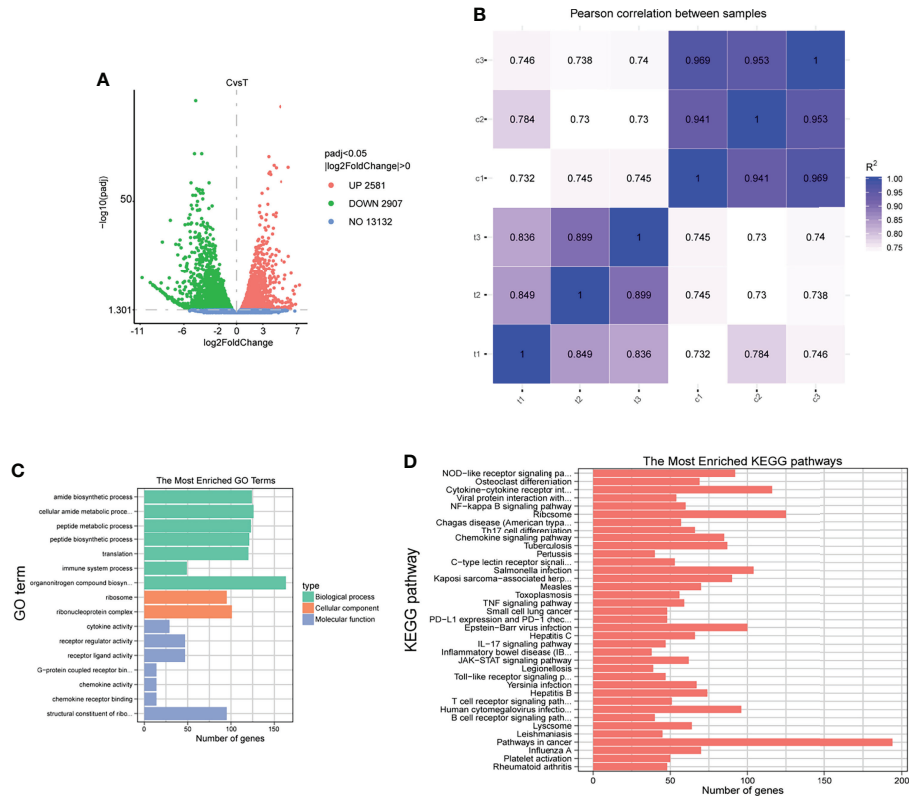 A
CvsT
−log10(padj)
50
1.301
-11
-6
-2
0
3
7
log2FoldChange
padj<0.05
|log2FoldChange|>0
UP 2581
DOWN 2907
NO 13132
B
Pearson correlation between samples
c3
0.746
0.738
0.74
0.969
0.953
1
c2
0.784
0.73
0.73
0.941
1
0.953
c1
0.732
0.745
0.745
1
0.941
0.969
t3
0.836
0.899
1
0.745
0.73
0.74
t2
0.849
1
0.899
0.745
0.73
0.738
t1
1
0.849
0.836
0.732
0.784
0.746
t1
t2
t3
c1
c2
c3
R²
1.00
0.95
0.90
0.85
0.80
0.75
C
The Most Enriched GO Terms
GO term
amide biosynthetic process
cellular amide metabolic proce...
peptide metabolic process
peptide biosynthetic process
translation
immune system process
organonitrogen compound biosyn...
ribosome
ribonucleoprotein complex
cytokine activity
receptor regulator activity
receptor ligand activity
G-protein coupled receptor bin...
chemokine activity
chemokine receptor binding
structural constituent of ribo...
0
50
100
150
Number of genes
type
Biological process
Cellular component
Molecular function
D
The Most Enriched KEGG pathways
KEGG pathway
NOD-like receptor signaling pa...
Osteoclast differentiation
Cytokine-cytokine receptor int...
Viral protein interaction with...
NF-kappa B signaling pathway
Ribosome
Chagas disease (American typa...
Th17 cell differentiation
Chemokine signaling pathway
Tuberculosis
Pertussis
C-type lectin receptor signali...
Salmonella infection
Kaposi sarcoma-associated herp...
Measles
Toxoplasmosis
TNF signaling pathway
Small cell lung cancer
PD-L1 expression and PD-1 chec...
Epstein-Barr virus infection
Hepatitis C
IL-17 signaling pathway
Inflammatory bowel disease (IB...
JAK-STAT signaling pathway
Legionellosis
Toll-like receptor signaling p...
Yersinia infection
Hepatitis B
T cell receptor signaling path...
Human cytomegalovirus infectio...
B cell receptor signaling path...
Lysosome
Leishmaniasis
Pathways in cancer
Influenza A
Platelet activation
Rheumatoid arthritis
0
50
100
150
200
Number of genes